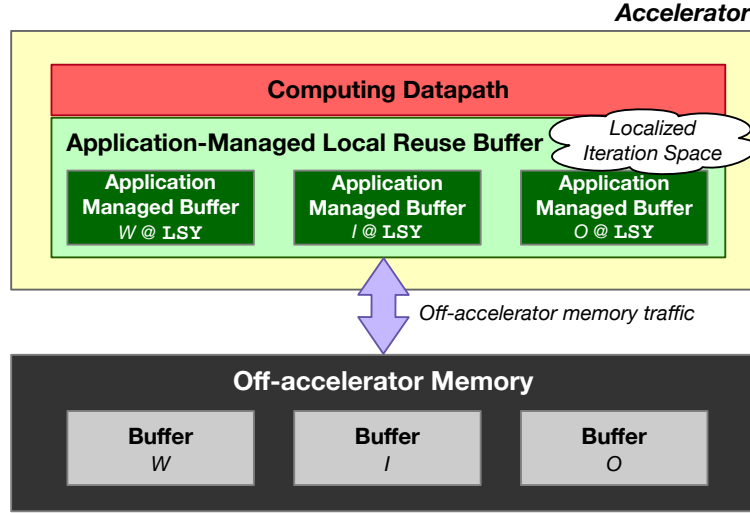 Accelerator
Computing Datapath
Application-Managed Local Reuse Buffer
Localized
Iteration Space
Application
Managed Buffer
W @ LSY
Application
Managed Buffer
I @ LSY
Application
Managed Buffer
O @ LSY
Off-accelerator memory traffic
Off-accelerator Memory
Buffer
W
Buffer
I
Buffer
O